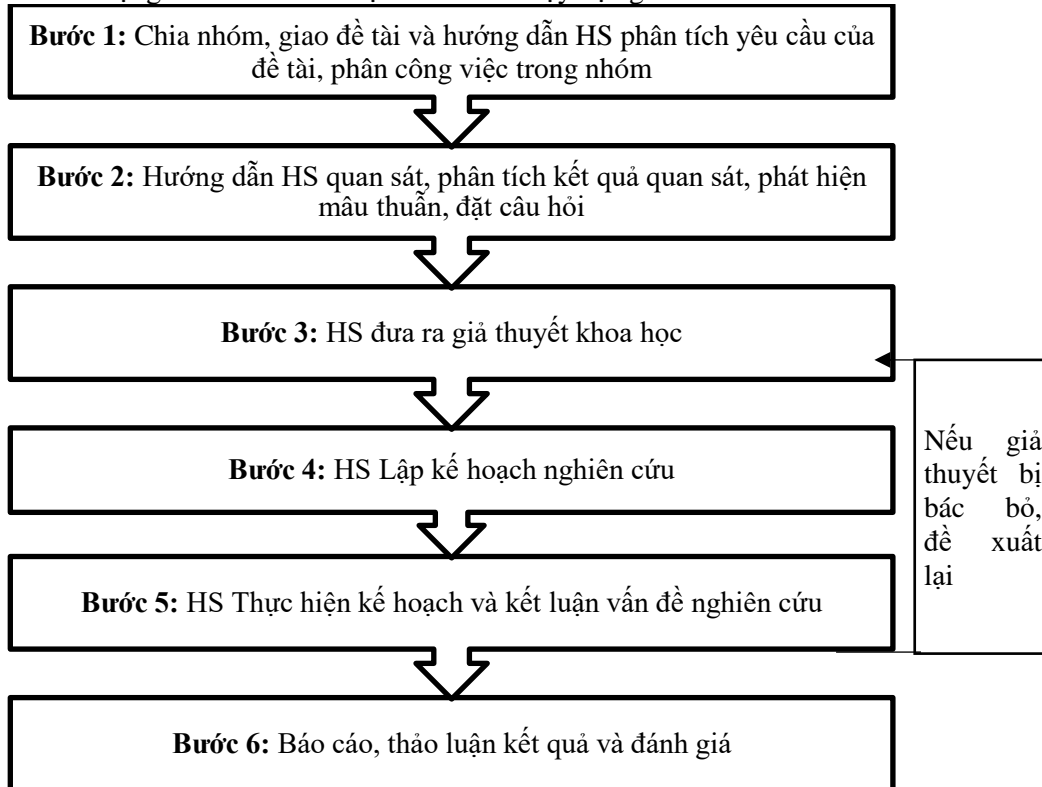 Bước 1: Chia nhóm, giao đề tài và hướng dẫn HS phân tích yêu cầu của
đề tài, phân công việc trong nhóm
Bước 2: Hướng dẫn HS quan sát, phân tích kết quả quan sát, phát hiện
mâu thuẫn, đặt câu hỏi
Bước 3: HS đưa ra giả thuyết khoa học
Bước 4: HS Lập kế hoạch nghiên cứu
Nếu giả
thuyết bị
bác bỏ,
đề xuất
lại
Bước 5: HS Thực hiện kế hoạch và kết luận vấn đề nghiên cứu
Bước 6: Báo cáo, thảo luận kết quả và đánh giá